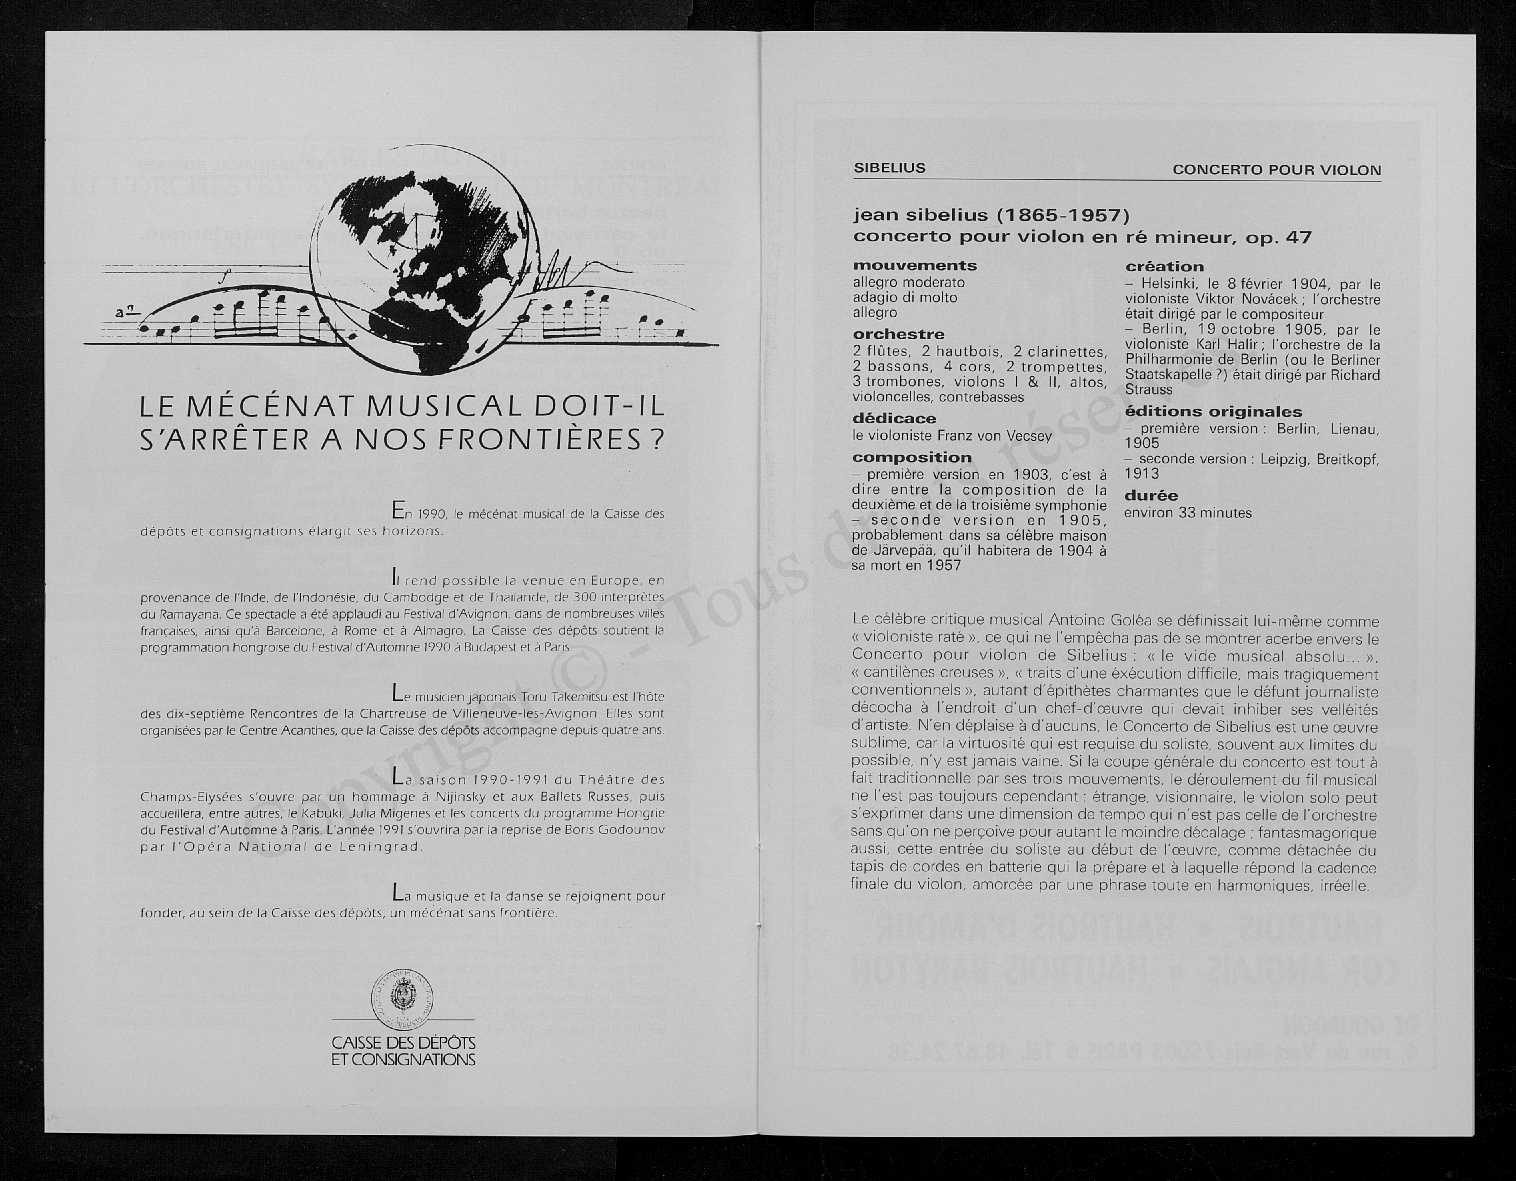 LE MÉCÉNAT MUSICAL DOIT-IL
S'ARRÊTER A NOS FRONTIÈRES ?
En 1990, le mécénat musical de la Caisse des
dépôts et consignations élargit ses horizons.
Il rend possible la venue en Europe, en
provenance de l'Inde, de l'Indonésie, du Cambodge et de Thaïlande, de 300 interprètes
du Ramayana. Ce spectacle a été applaudi au Festival d'Avignon, dans de nombreuses villes
françaises, ainsi qu'à Barcelone, à Rome et à Almagro. La Caisse des dépôts soutient la
programmation hongroise du Festival d'Automne 1990 à Budapest et à Paris.
Le musicien japonais Toru Takemitsu est l'hôte
des dix-septième Rencontres de la Chartreuse de Villeneuve-les-Avignon. Elles sont
organisées par le Centre Acanthes, que la Caisse des dépôts accompagne depuis quatre ans.
La saison 1990-1991 du Théâtre des
Champs-Elysées s'ouvre par un hommage à Nijinsky et aux Ballets Russes, puis
accueillera, entre autres, le Kabuki, Julia Migenes et les concerts du programme Hongrie
du Festival d'Automne à Paris. L'année 1991 s'ouvrira par la reprise de Boris Godounov
par l'Opéra National de Leningrad.
La musique et la danse se rejoignent pour
fonder, au sein de la Caisse des dépôts, un mécénat sans frontière.
CAISSE DES DÉPÔTS
ET CONSIGNATIONS
SIBELIUS CONCERTO POUR VIOLON
jean sibelius (1865-1957)
concerto pour violon en ré mineur, op. 47
mouvements
allegro moderato
adagio di molto
allegro
orchestre
2 flûtes, 2 hautbois, 2 clarinettes,
2 bassons, 4 cors, 2 trompettes,
3 trombones, violons I & II, altos,
violoncelles, contrebasses
dédicace
le violoniste Franz von Vecsey
composition
– première version en 1903, c'est à
dire entre la composition de la
deuxième et de la troisième symphonie
– seconde version en 1905,
probablement dans sa célèbre maison
de Järvepää, qu'il habitera de 1904 à
sa mort en 1957
création
– Helsinki, le 8 février 1904, par le
violoniste Viktor Novácek ; l'orchestre
était dirigé par le compositeur
– Berlin, 19 octobre 1905, par le
violoniste Karl Halir ; l'orchestre de la
Philharmonie de Berlin (ou le Berliner
Staatskapelle ?) était dirigé par Richard
Strauss
éditions originales
– première version : Berlin, Lienau,
1905
– seconde version : Leipzig, Breitkopf,
1913
durée
environ 33 minutes
Le célèbre critique musical Antoine Goléa se définissait lui-même comme
« violoniste raté », ce qui ne l'empêcha pas de se montrer acerbe envers le
Concerto pour violon de Sibelius : « le vide musical absolu... »,
« cantilènes creuses », « traits d'une éxécution difficile, mais tragiquement
conventionnels », autant d'épithètes charmantes que le défunt journaliste
décocha à l'endroit d'un chef-d'œuvre qui devait inhiber ses velléités
d'artiste. N'en déplaise à d'aucuns, le Concerto de Sibelius est une œuvre
sublime, car la virtuosité qui est requise du soliste, souvent aux limites du
possible, n'y est jamais vaine. Si la coupe générale du concerto est tout à
fait traditionnelle par ses trois mouvements, le déroulement du fil musical
ne l'est pas toujours cependant : étrange, visionnaire, le violon solo peut
s'exprimer dans une dimension de tempo qui n'est pas celle de l'orchestre
sans qu'on ne perçoive pour autant le moindre décalage ; fantasmagorique
aussi, cette entrée du soliste au début de l'œuvre, comme détachée du
tapis de cordes en batterie qui la prépare et à laquelle répond la cadence
finale du violon, amorcée par une phrase toute en harmoniques, irréelle.
Copyright © - Tous droits réservés